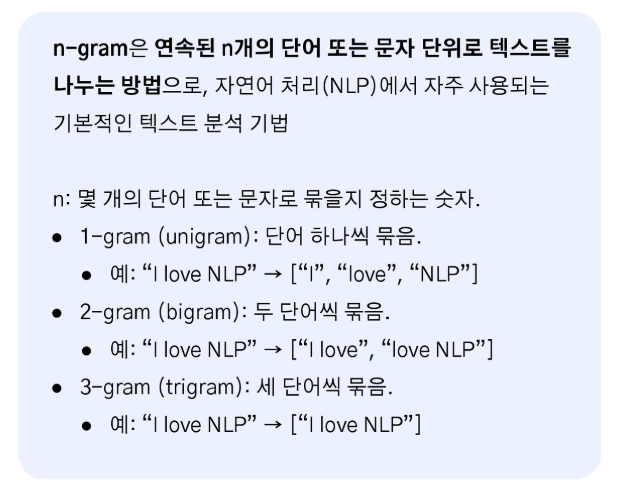 n-gram은 연속된 n개의 단어 또는 문자 단위로 텍스트를
나누는 방법으로, 자연어 처리(NLP)에서 자주 사용되는
기본적인 텍스트 분석 기법
n: 몇 개의 단어 또는 문자로 묶을지 정하는 숫자.
● 1-gram (unigram): 단어 하나씩 묶음.
● 예: “I love NLP” → [“I”, “love”, “NLP”]
● 2-gram (bigram): 두 단어씩 묶음.
● 예: “I love NLP” → [“I love”, “love NLP”]
● 3-gram (trigram): 세 단어씩 묶음.
● 예: “I love NLP” → [“I love NLP”]